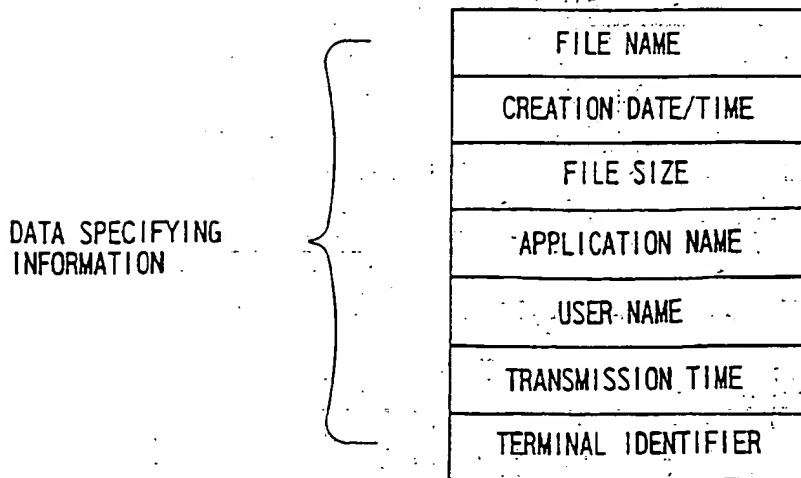 DATA SPECIFYING
INFORMATION
FILE NAME
CREATION DATE/TIME
FILE SIZE
APPLICATION NAME
USER NAME
TRANSMISSION TIME
TERMINAL IDENTIFIER